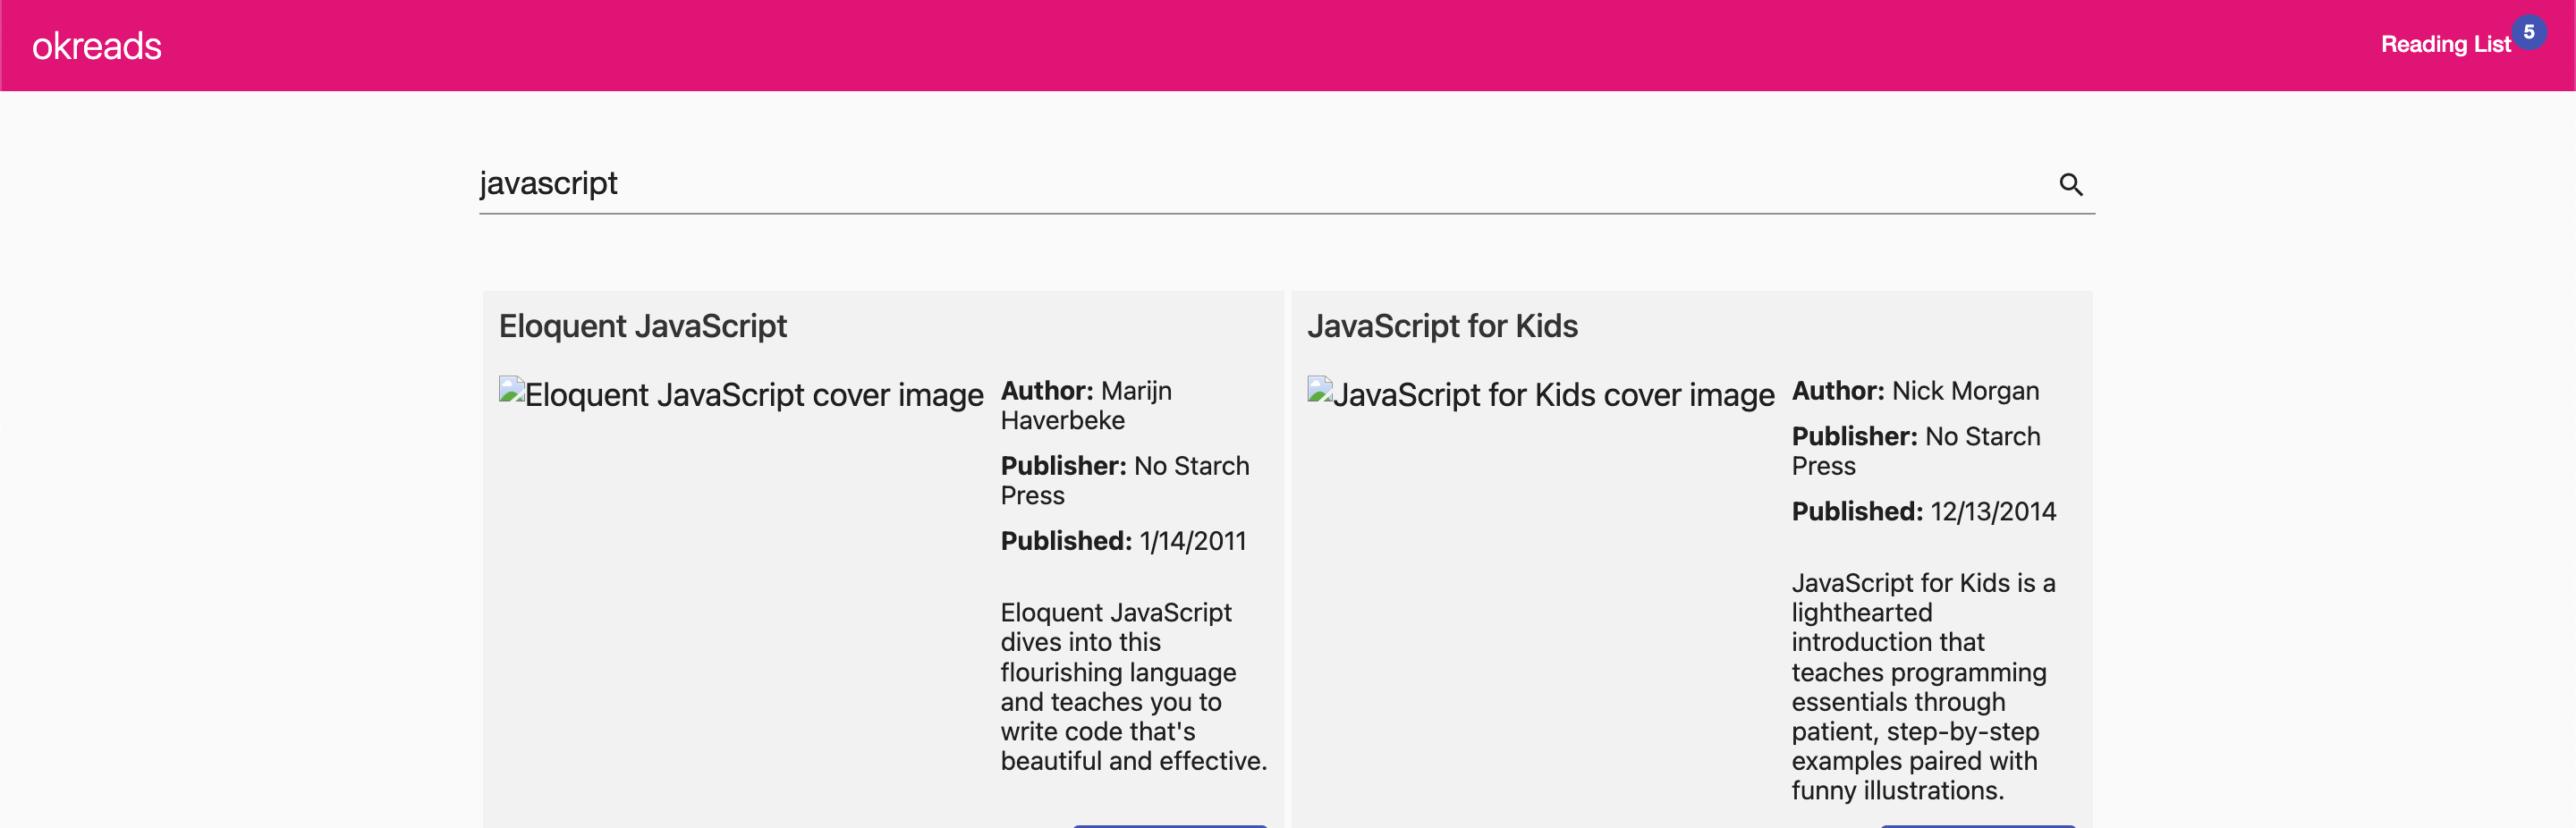 okreads
Reading List 5
javascript
Eloquent JavaScript
Eloquent JavaScript cover image
Author: Marijn
Haverbeke
Publisher: No Starch
Press
Published: 1/14/2011
Eloquent JavaScript
dives into this
flourishing language
and teaches you to
write code that's
beautiful and effective.
JavaScript for Kids
JavaScript for Kids cover image
Author: Nick Morgan
Publisher: No Starch
Press
Published: 12/13/2014
JavaScript for Kids is a
lighthearted
introduction that
teaches programming
essentials through
patient, step-by-step
examples paired with
funny illustrations.